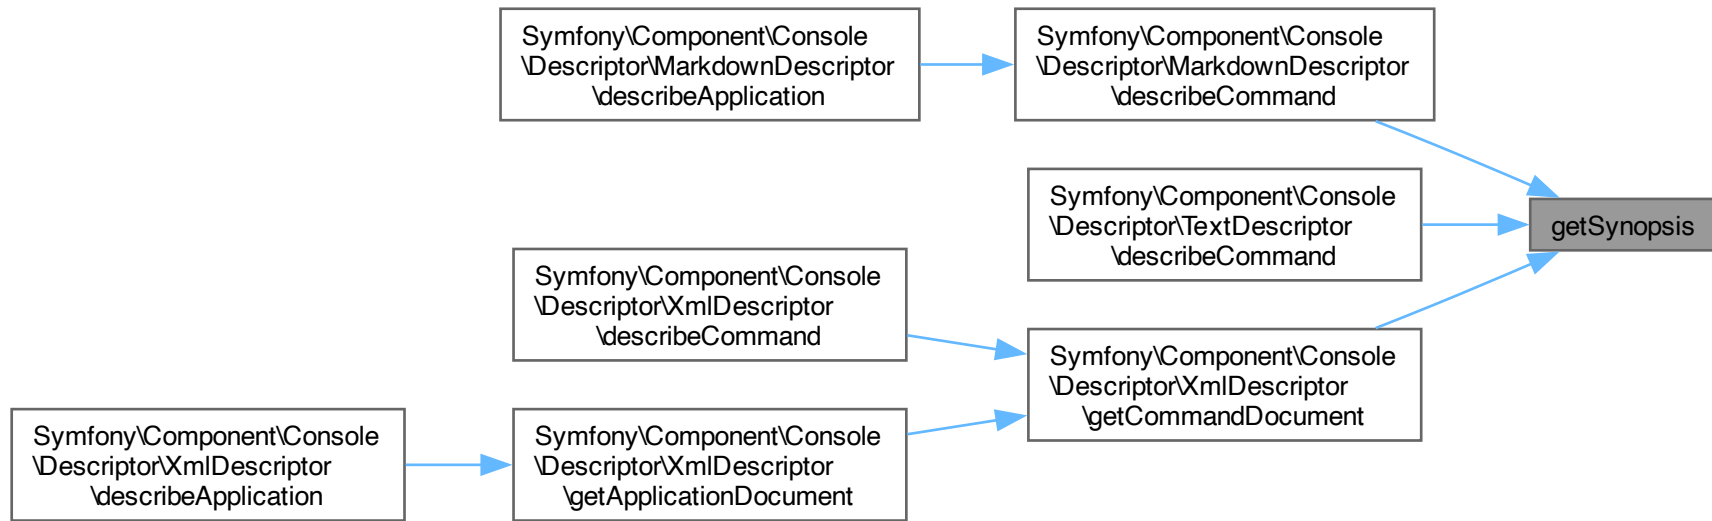 Symfony\Component\Console
\Descriptor\MarkdownDescriptor
\describeApplication
Symfony\Component\Console
\Descriptor\MarkdownDescriptor
\describeCommand
Symfony\Component\Console
\Descriptor\TextDescriptor
\describeCommand
getSynopsis
Symfony\Component\Console
\Descriptor\XmlDescriptor
\describeCommand
Symfony\Component\Console
\Descriptor\XmlDescriptor
\getCommandDocument
Symfony\Component\Console
\Descriptor\XmlDescriptor
\describeApplication
Symfony\Component\Console
\Descriptor\XmlDescriptor
\getApplicationDocument